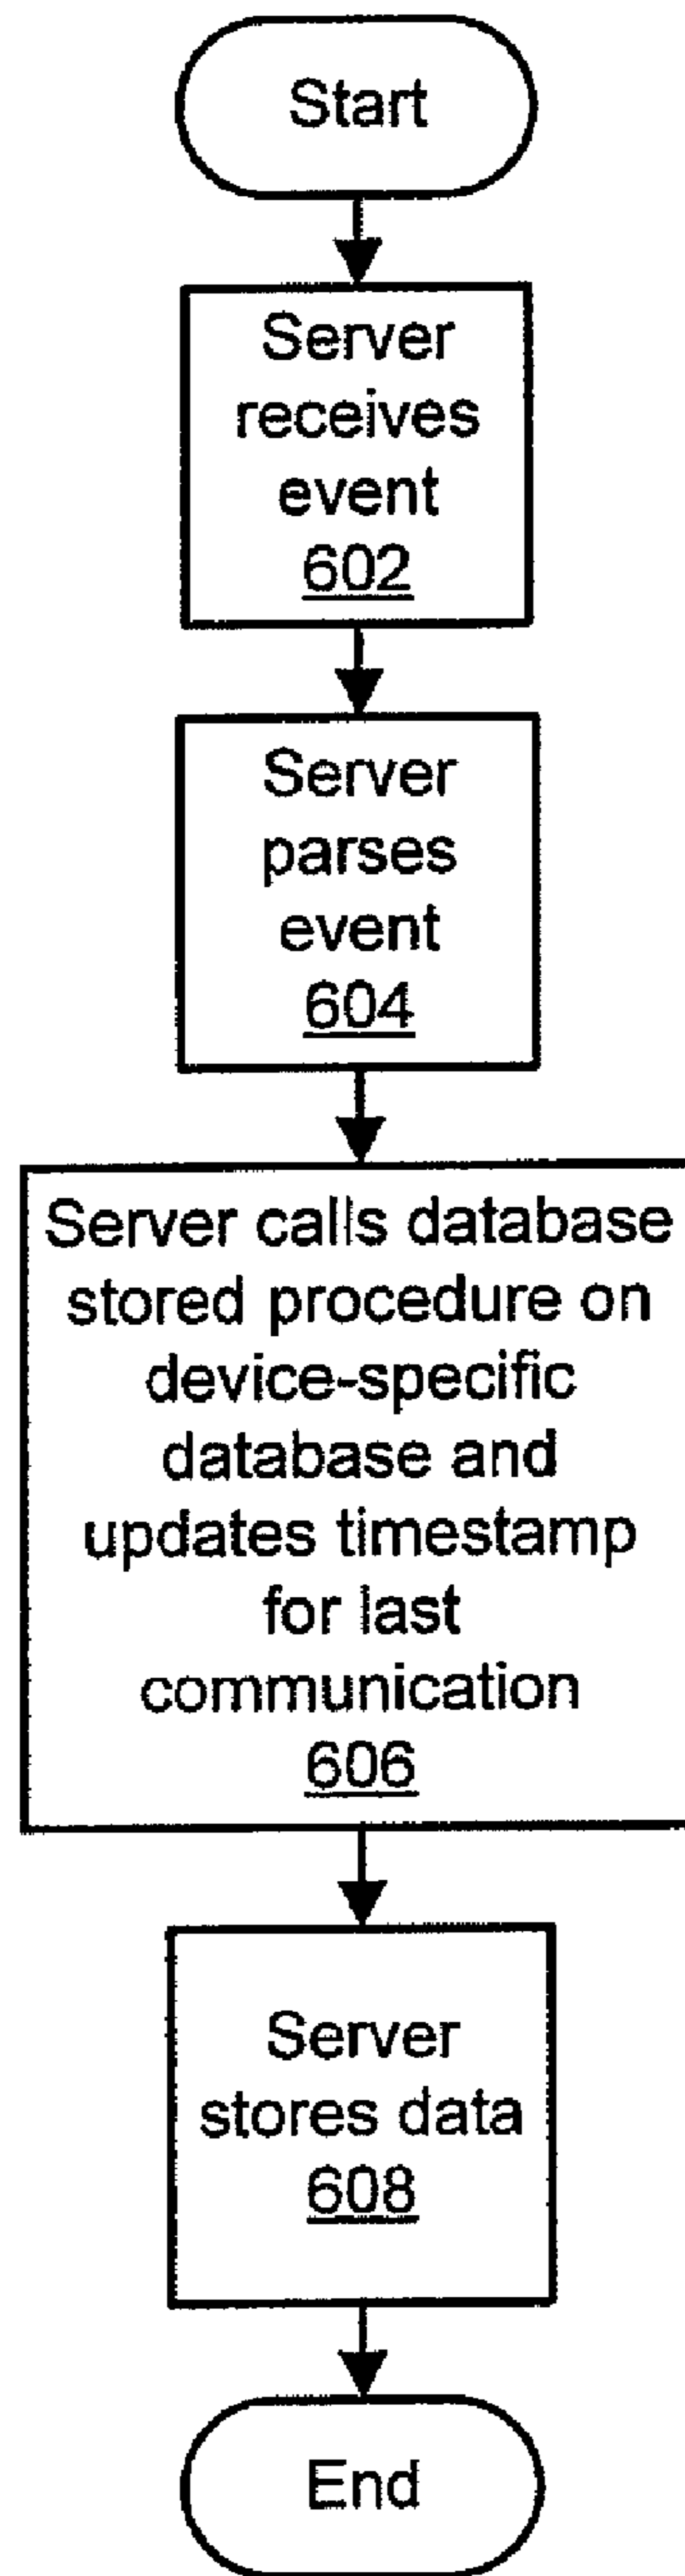 Start
Server
receives
event
602
Server
parses
event
604
Server calls database
stored procedure on
device-specific
database and
updates timestamp
for last
communication
606
Server
stores data
608
End